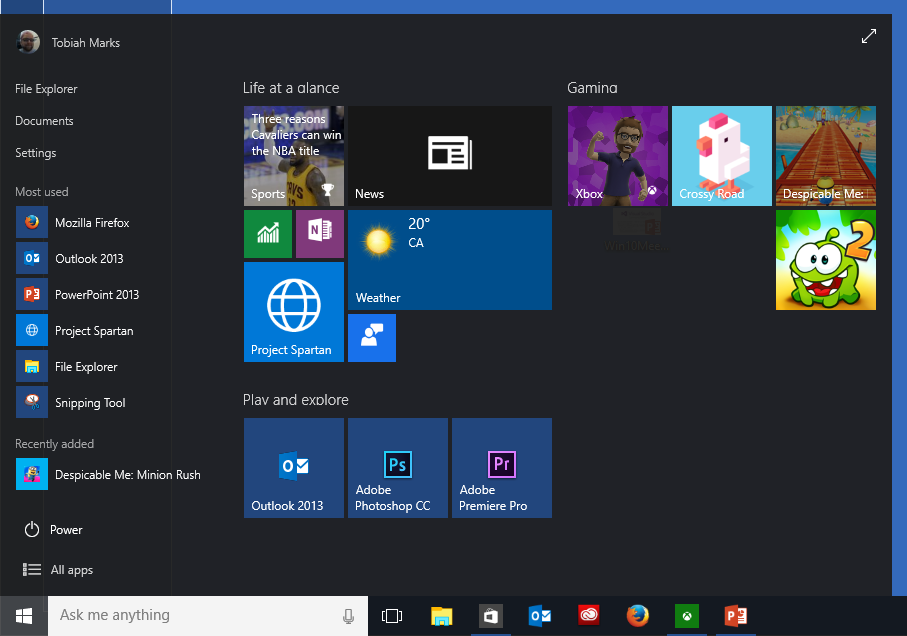 Tobiah Marks
File Explorer
Documents
Settings
Most used
Mozilla Firefox
Outlook 2013
PowerPoint 2013
Project Spartan
File Explorer
Snipping Tool
Recently added
Despicable Me: Minion Rush
Power
All apps
Life at a glance
Three reasons
Cavaliers can win
the NBA title
Sports
News
N
20°
CA
Weather
Project Spartan
Gaming
Xbox
Crossy Road
Despicable Me:
2
Play and explore
Outlook 2013
Ps
Adobe
Photoshop CC
Pr
Adobe
Premiere Pro
Ask me anything